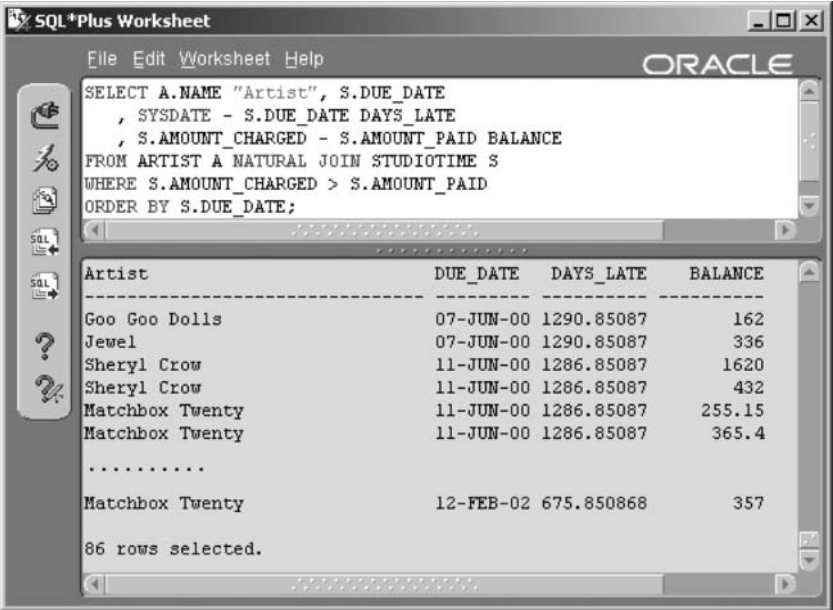 SQL*Plus Worksheet
File Edit Worksheet Help
ORACLE
SELECT A.NAME "Artist", S.DUE_DATE
, SYSDATE - S.DUE_DATE DAYS_LATE
, S.AMOUNT_CHARGED - S.AMOUNT_PAID BALANCE
FROM ARTIST A NATURAL JOIN STUDIOTIME S
WHERE S.AMOUNT_CHARGED > S.AMOUNT_PAID
ORDER BY S.DUE_DATE;
Artist DUE_DATE DAYS_LATE BALANCE
-------------------------------- --------- ---------- ----------
Goo Goo Dolls 07-JUN-00 1290.85087 162
Jewel 07-JUN-00 1290.85087 336
Sheryl Crow 11-JUN-00 1286.85087 1620
Sheryl Crow 11-JUN-00 1286.85087 432
Matchbox Twenty 11-JUN-00 1286.85087 255.15
Matchbox Twenty 11-JUN-00 1286.85087 365.4
..........
Matchbox Twenty 12-FEB-02 675.850868 357
86 rows selected.
SQL
SQL